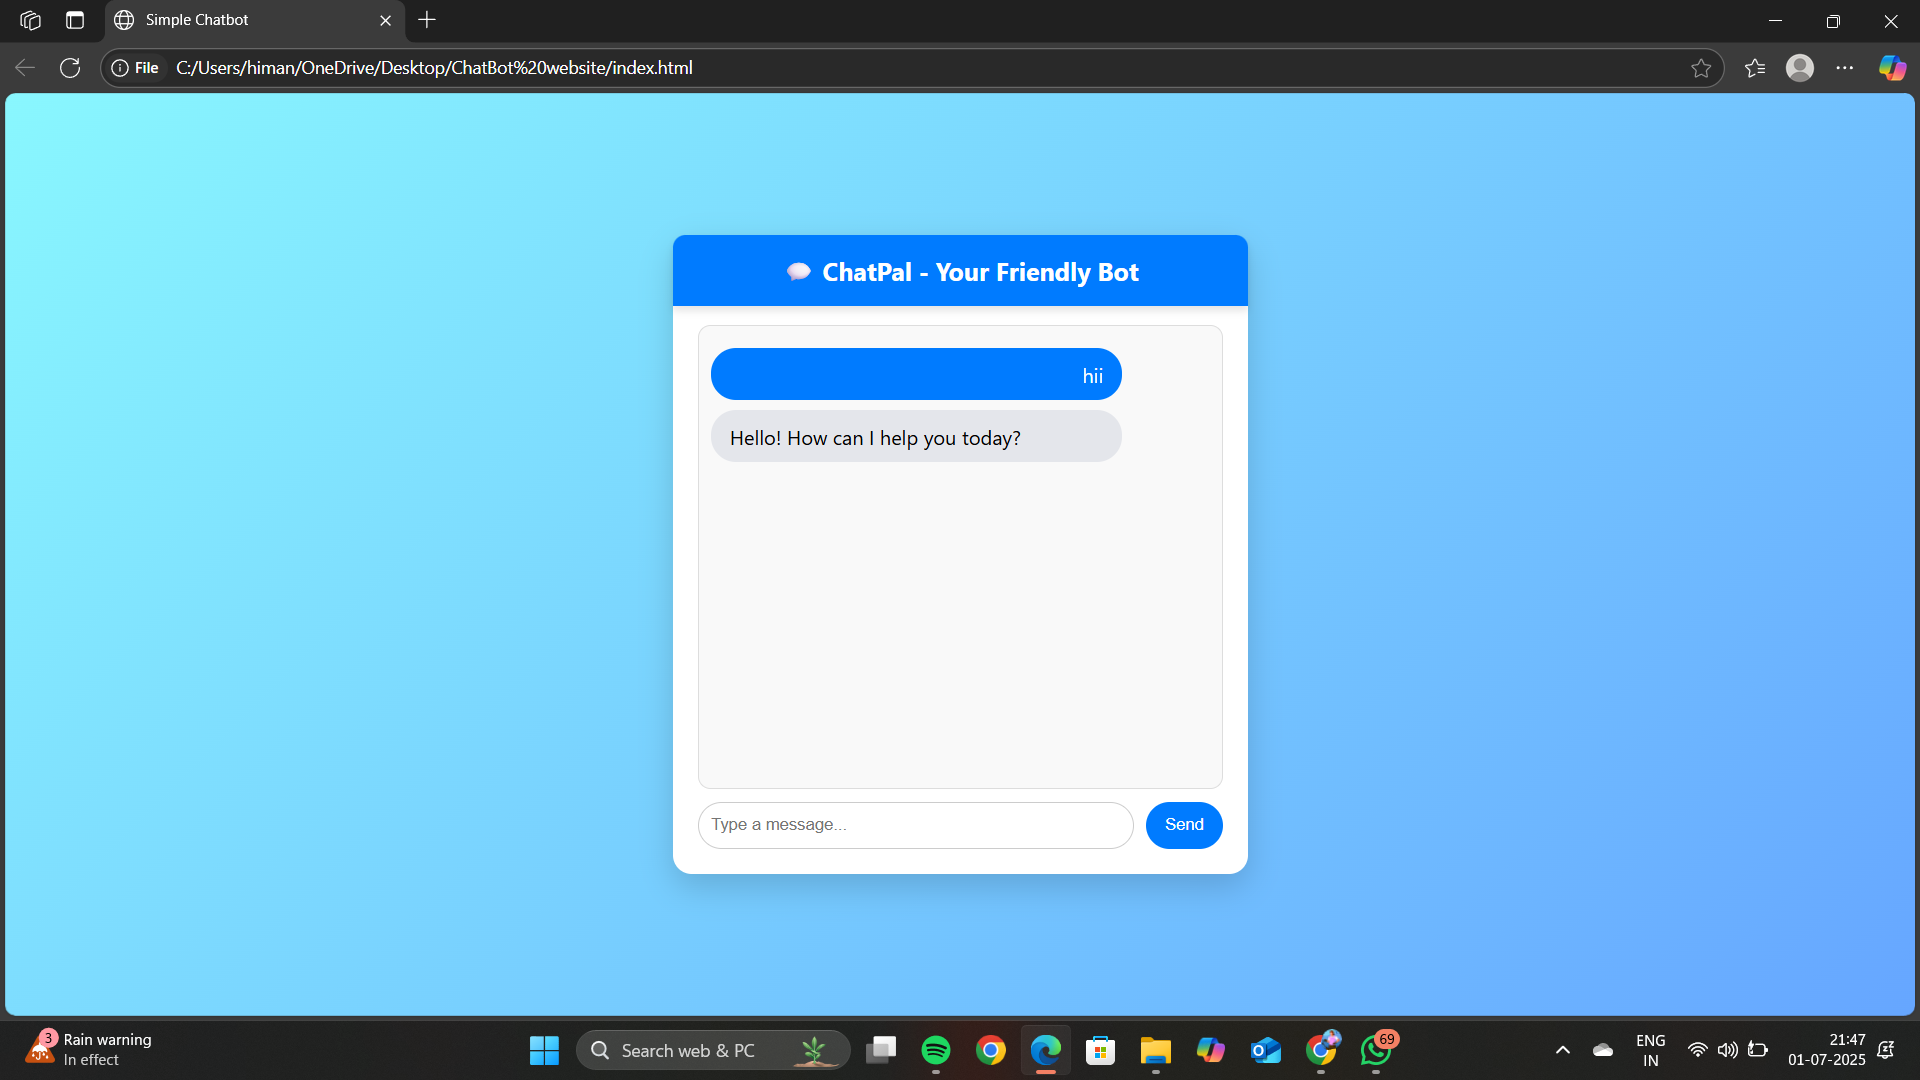 Simple Chatbot
File C:/Users/himan/OneDrive/Desktop/ChatBot%20website/index.html
ChatPal - Your Friendly Bot
hii
Hello! How can I help you today?
Type a message...
Send
3
Rain warning
In effect
Search web & PC
69
ENG
IN
21:47
01-07-2025